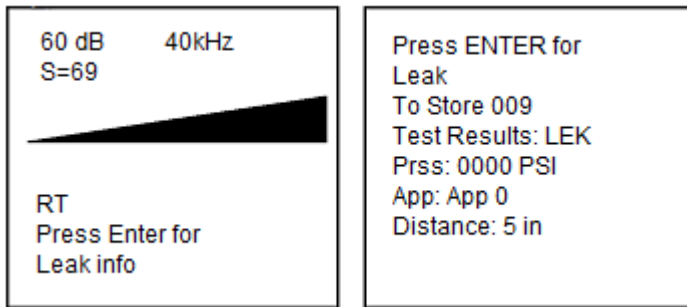 60 dB 40kHz
S=69
RT
Press Enter for
Leak info
Press ENTER for
Leak
To Store 009
Test Results: LEK
Prss: 0000 PSI
App: App 0
Distance: 5 in